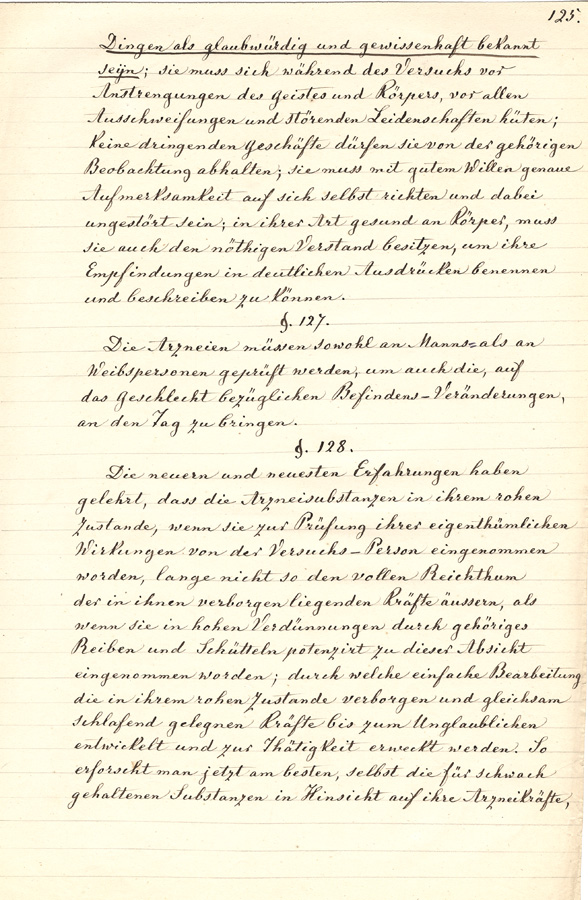 125.
Dingen als glaubwürdig und gewissenhaft bekannt
seÿn; sie muss sich während des Versuchs vor
Anstrengungen des Geistes und Körpers, vor allen
Ausschweifungen und störenden Leidenschaften hüten;
keine dringenden Geschäfte dürfen sie von der gehörigen
Beobachtung abhalten; sie muss mit gutem Willen genaue
Aufmerksamkeit auf sich selbst richten und dabei
ungestört sein; in ihrer Art gesund an Körper, muss
sie auch den nöthigen Verstand besitzen, um ihre
Empfindungen in deutlichen Ausdrücken benennen
und beschreiben zu können.
§. 127.
Die Arzneien müssen sowohl an Manns= als an
Weibspersonen geprüft werden, um auch die, auf
das Geschlecht bezüglichen Befindens-Veränderungen,
an den Tag zu bringen.
§. 128.
Die neuern und neuesten Erfahrungen haben
gelehrt, dass die Arzneisubstanzen in ihrem rohen
Zustande, wenn sie zur Prüfung ihrer eigenthümlichen
Wirkungen von der Versuchs-Person eingenommen
worden, lange nicht so den vollen Reichthum
der in ihnen verborgen liegenden Kräfte äussern, als
wenn sie in hohen Verdünnungen durch gehöriges
Reiben und Schütteln potenzirt zu dieser Absicht
eingenommen worden; durch welche einfache Bearbeitung
die in ihrem rohen Zustande verborgen und gleichsam
schlafend gelegnen Kräfte bis zum Unglaublichen
entwickelt und zur Thätigkeit erweckt werden. So
erforscht man jetzt am besten, selbst die für schwach
gehaltenen Substanzen in Hinsicht auf ihre Arzneikräfte,